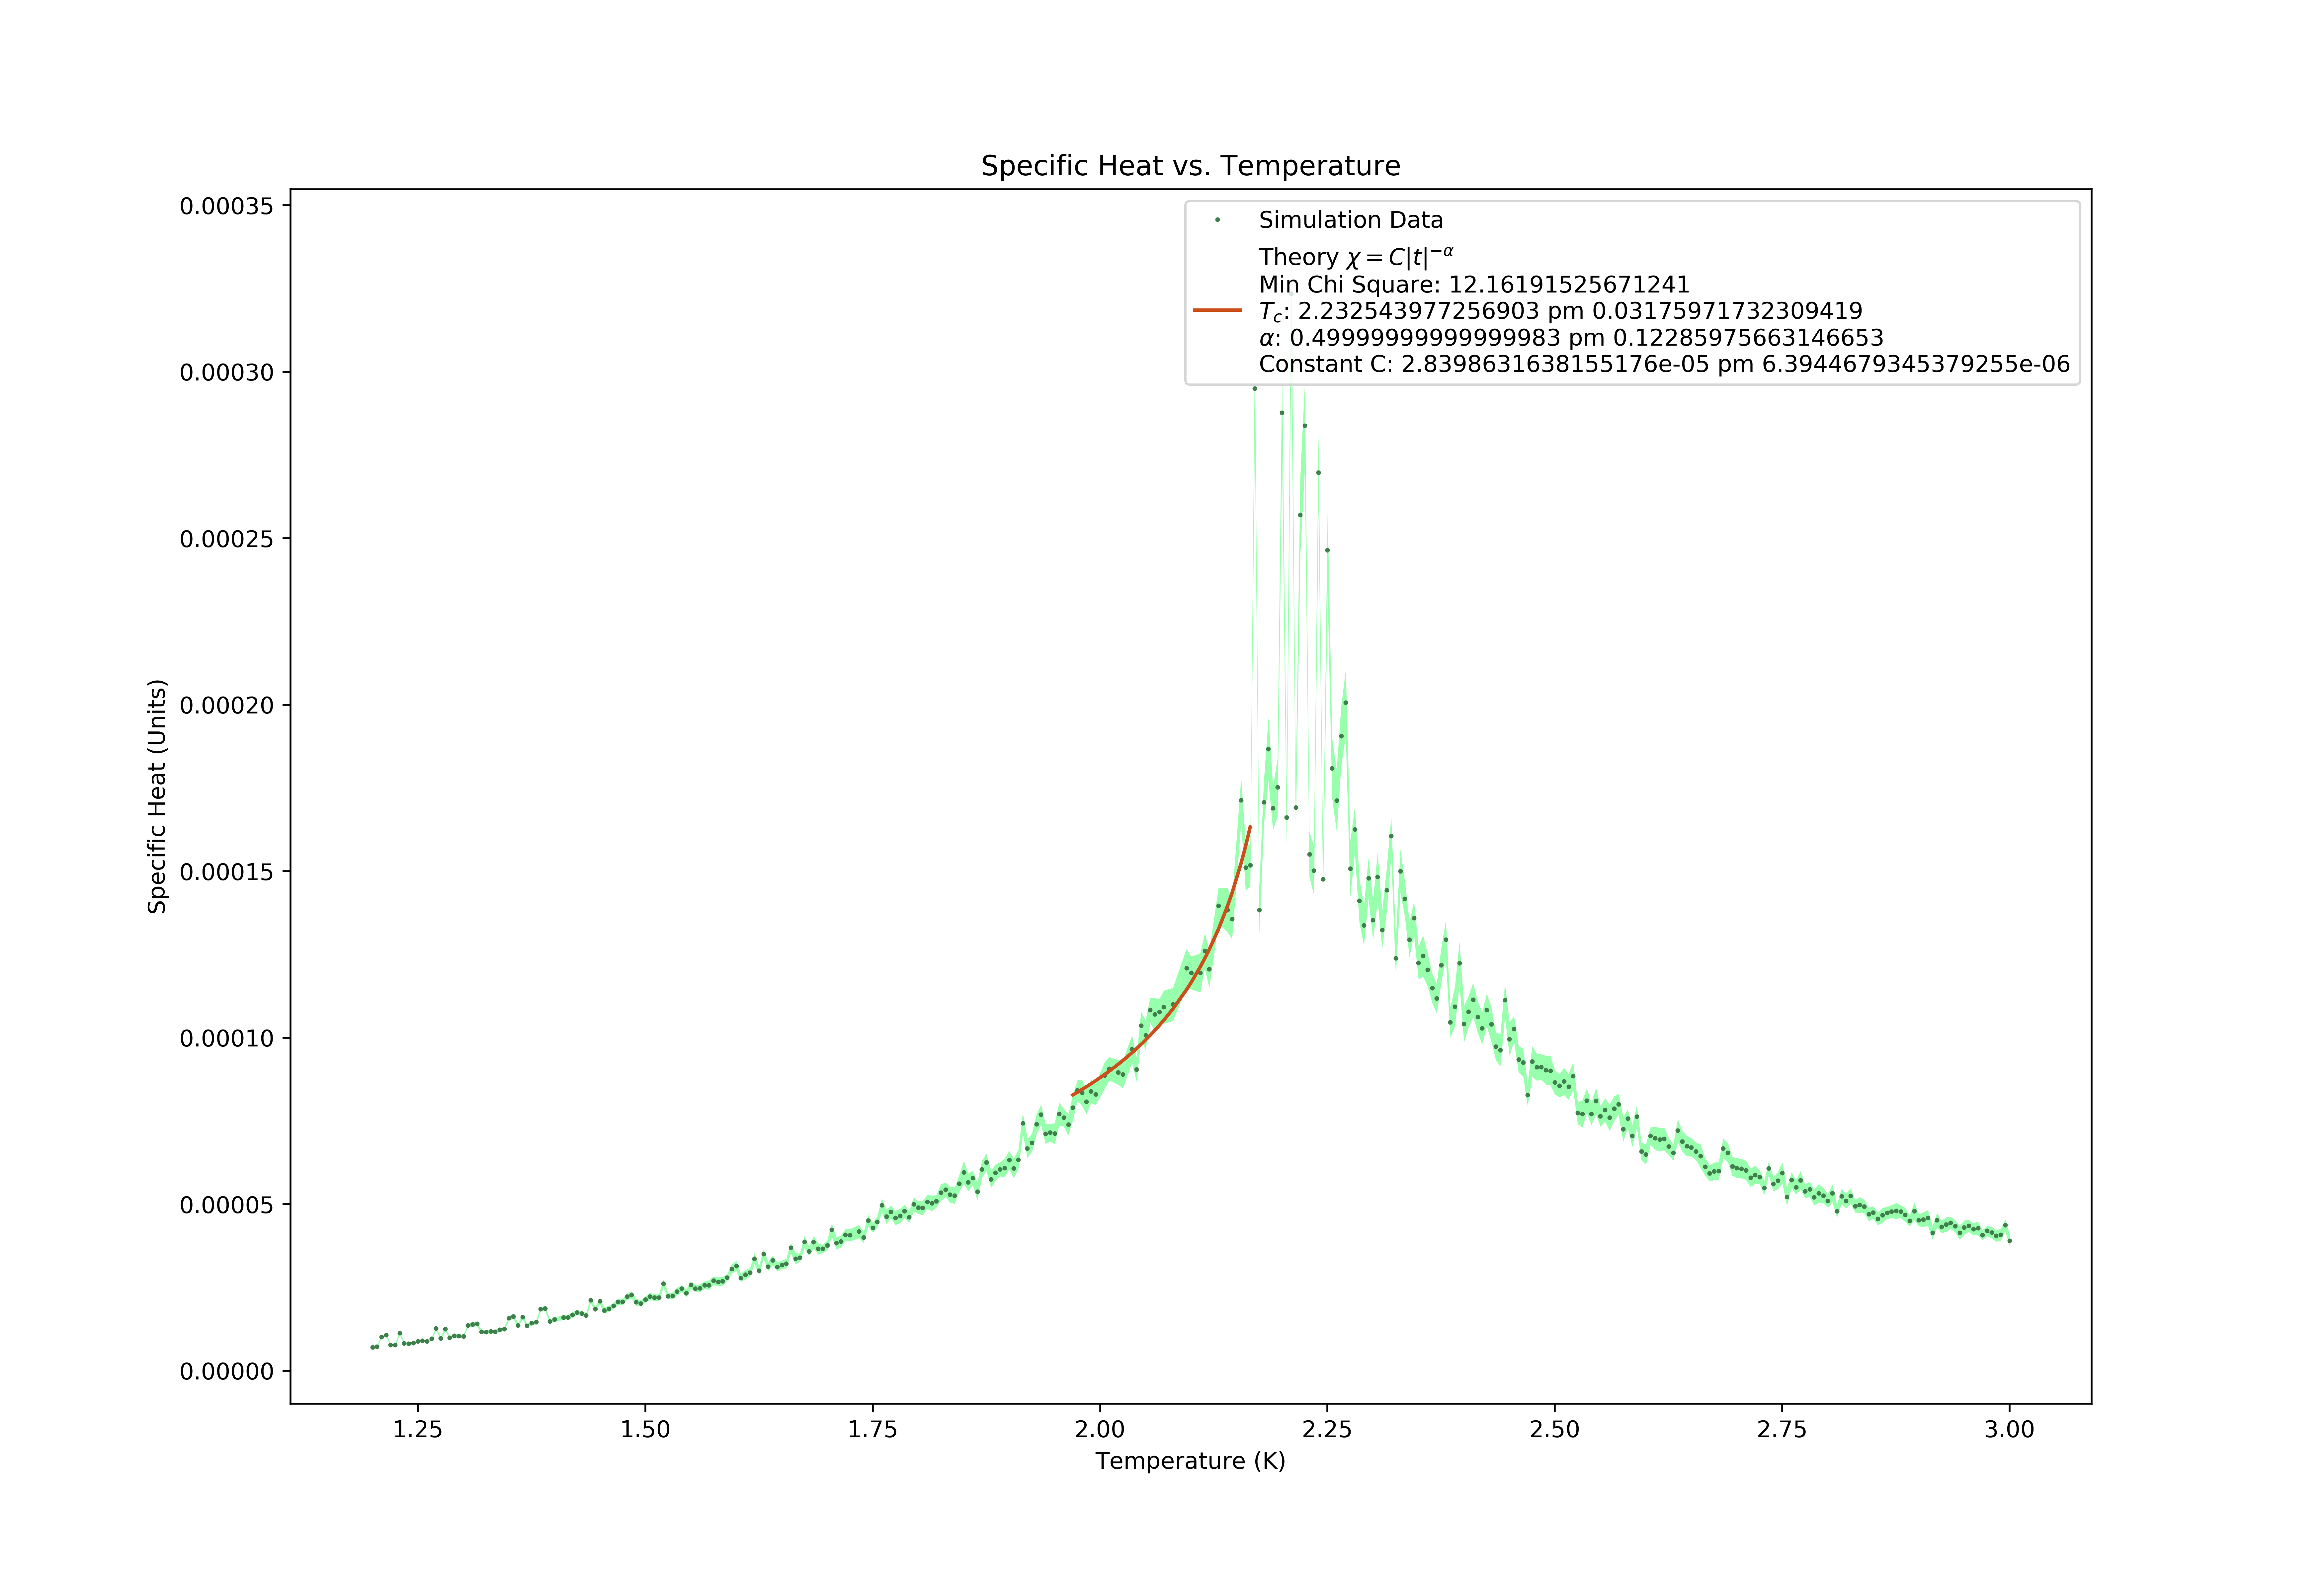 Specific Heat vs. Temperature
Simulation Data
Theory χ = C|t|^{-α}
Min Chi Square: 12.16191525671241
T_c: 2.232543977256903 pm 0.03175971732309419
α: 0.49999999999999983 pm 0.12285975663146653
Constant C: 2.8398631638155176e-05 pm 6.3944679345379255e-06
0.00035
0.00030
0.00025
0.00020
0.00015
0.00010
0.00005
0.00000
Specific Heat (Units)
1.25 1.50 1.75 2.00 2.25 2.50 2.75 3.00
Temperature (K)